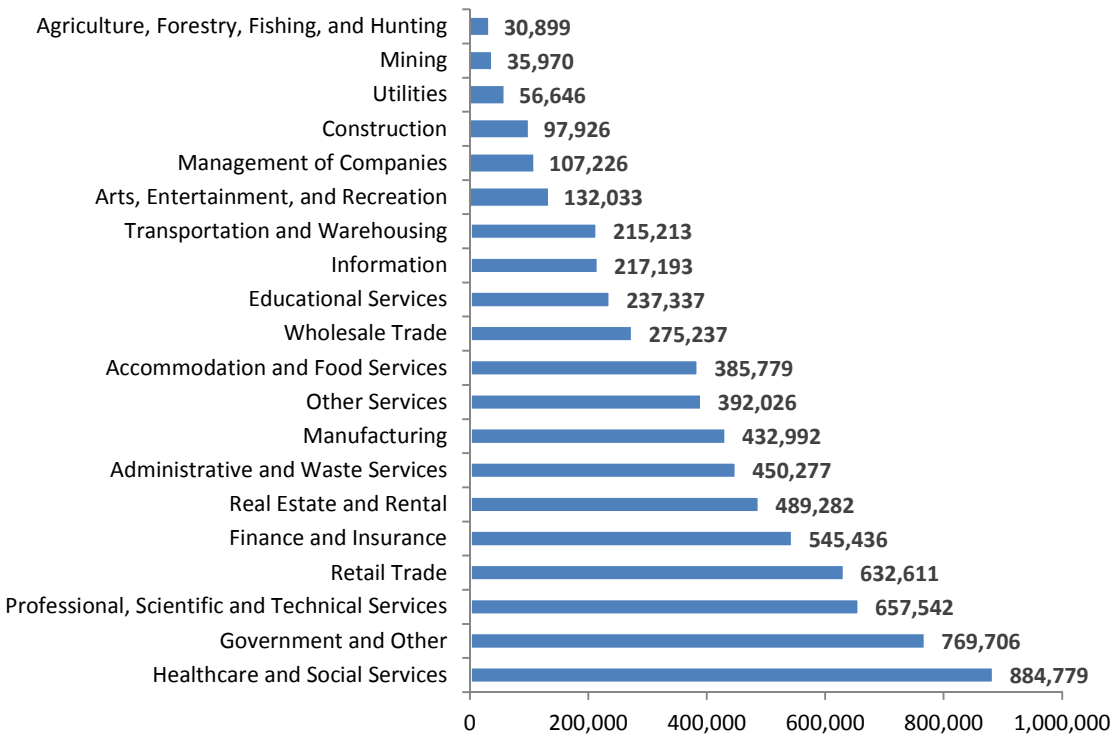 Agriculture, Forestry, Fishing, and Hunting 30,899
Mining 35,970
Utilities 56,646
Construction 97,926
Management of Companies 107,226
Arts, Entertainment, and Recreation 132,033
Transportation and Warehousing 215,213
Information 217,193
Educational Services 237,337
Wholesale Trade 275,237
Accommodation and Food Services 385,779
Other Services 392,026
Manufacturing 432,992
Administrative and Waste Services 450,277
Real Estate and Rental 489,282
Finance and Insurance 545,436
Retail Trade 632,611
Professional, Scientific and Technical Services 657,542
Government and Other 769,706
Healthcare and Social Services 884,779
0 200,000 400,000 600,000 800,000 1,000,000